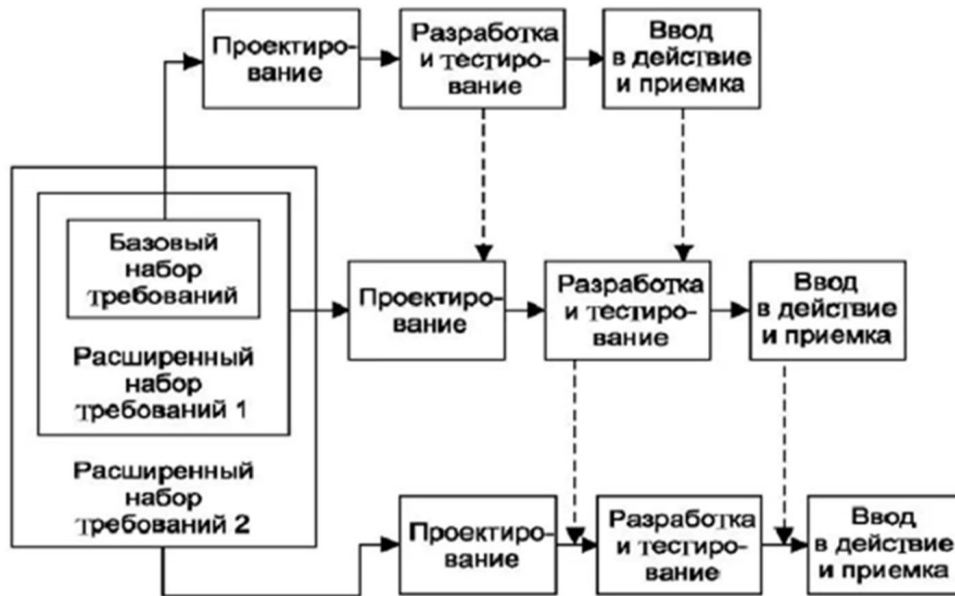 Проектиро-
вание
Разработка
и тестиро-
вание
Ввод
в действие
и приемка
Базовый
набор
требований
Расширенный
набор
требований 1
Расширенный
набор
требований 2
Проектиро-
вание
Разработка
и тестиро-
вание
Ввод
в действие
и приемка
Проектиро-
вание
Разработка
и тестиро-
вание
Ввод
в действие
и приемка